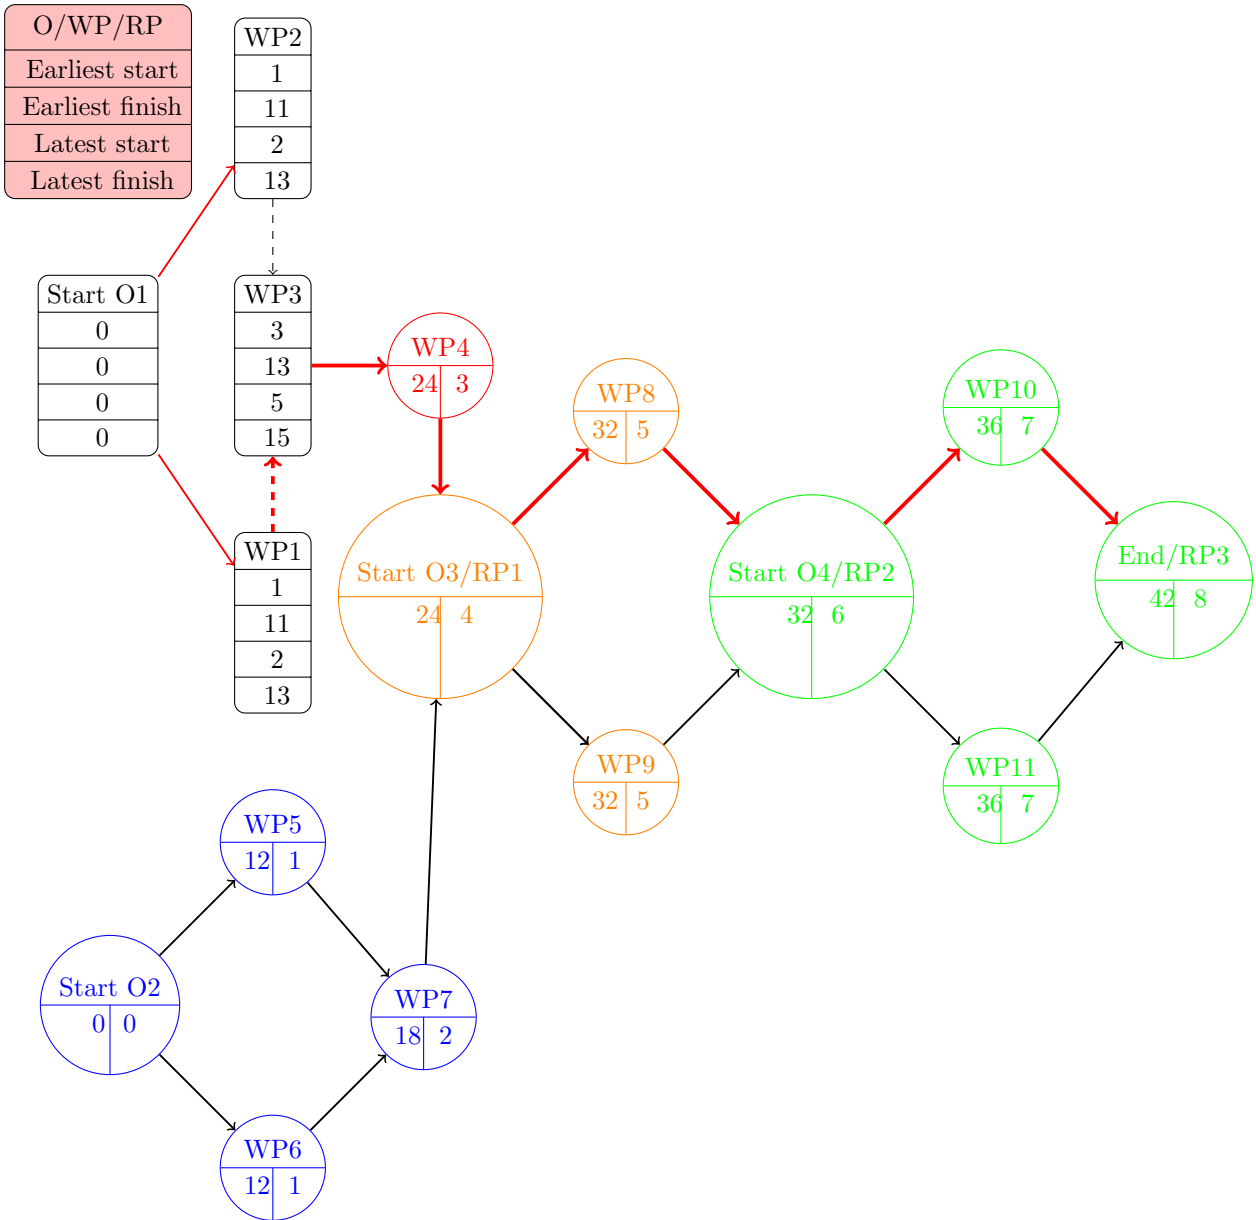 O/WP/RP
Earliest start
Earliest finish
Latest start
Latest finish
WP2
1
11
2
13
Start O1
0
0
0
0
WP3
3
13
5
15
WP4
24 3
WP8
32 5
WP10
36 7
WP1
1
11
2
13
Start O3/RP1
24 4
Start O4/RP2
32 6
End/RP3
42 8
WP9
32 5
WP11
36 7
WP5
12 1
Start O2
0 0
WP7
18 2
WP6
12 1